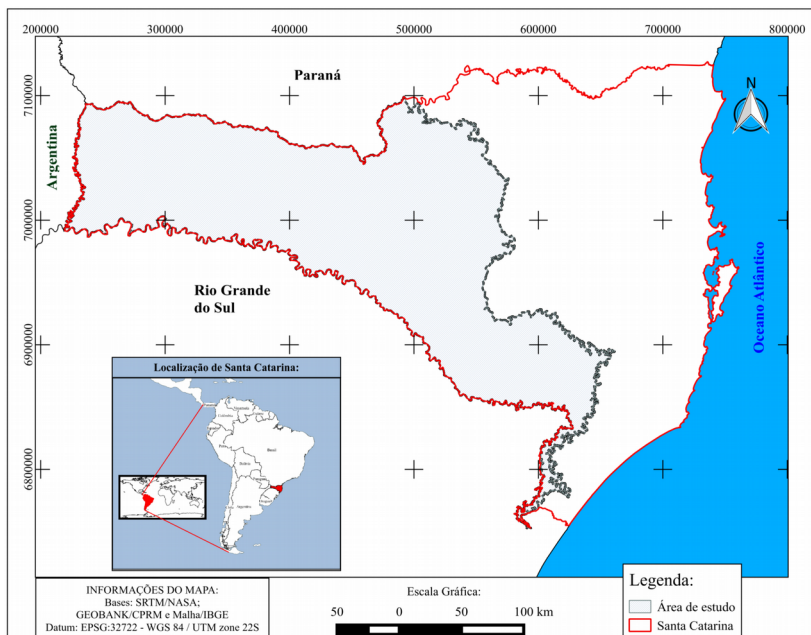 200000 300000 400000 500000 600000 700000 800000
Paraná
N
7100000
Argentina
7000000
Rio Grande
do Sul
Oceano Atlântico
6900000
Localização de Santa Catarina:
6800000
INFORMAÇÕES DO MAPA:
Bases: SRTM/NASA;
GEOBANK/CPRM e Malha/IBGE
Datum: EPSG:32722 - WGS 84 / UTM zone 22S
Escala Gráfica:
50 0 50 100 km
Legenda:
Área de estudo
Santa Catarina